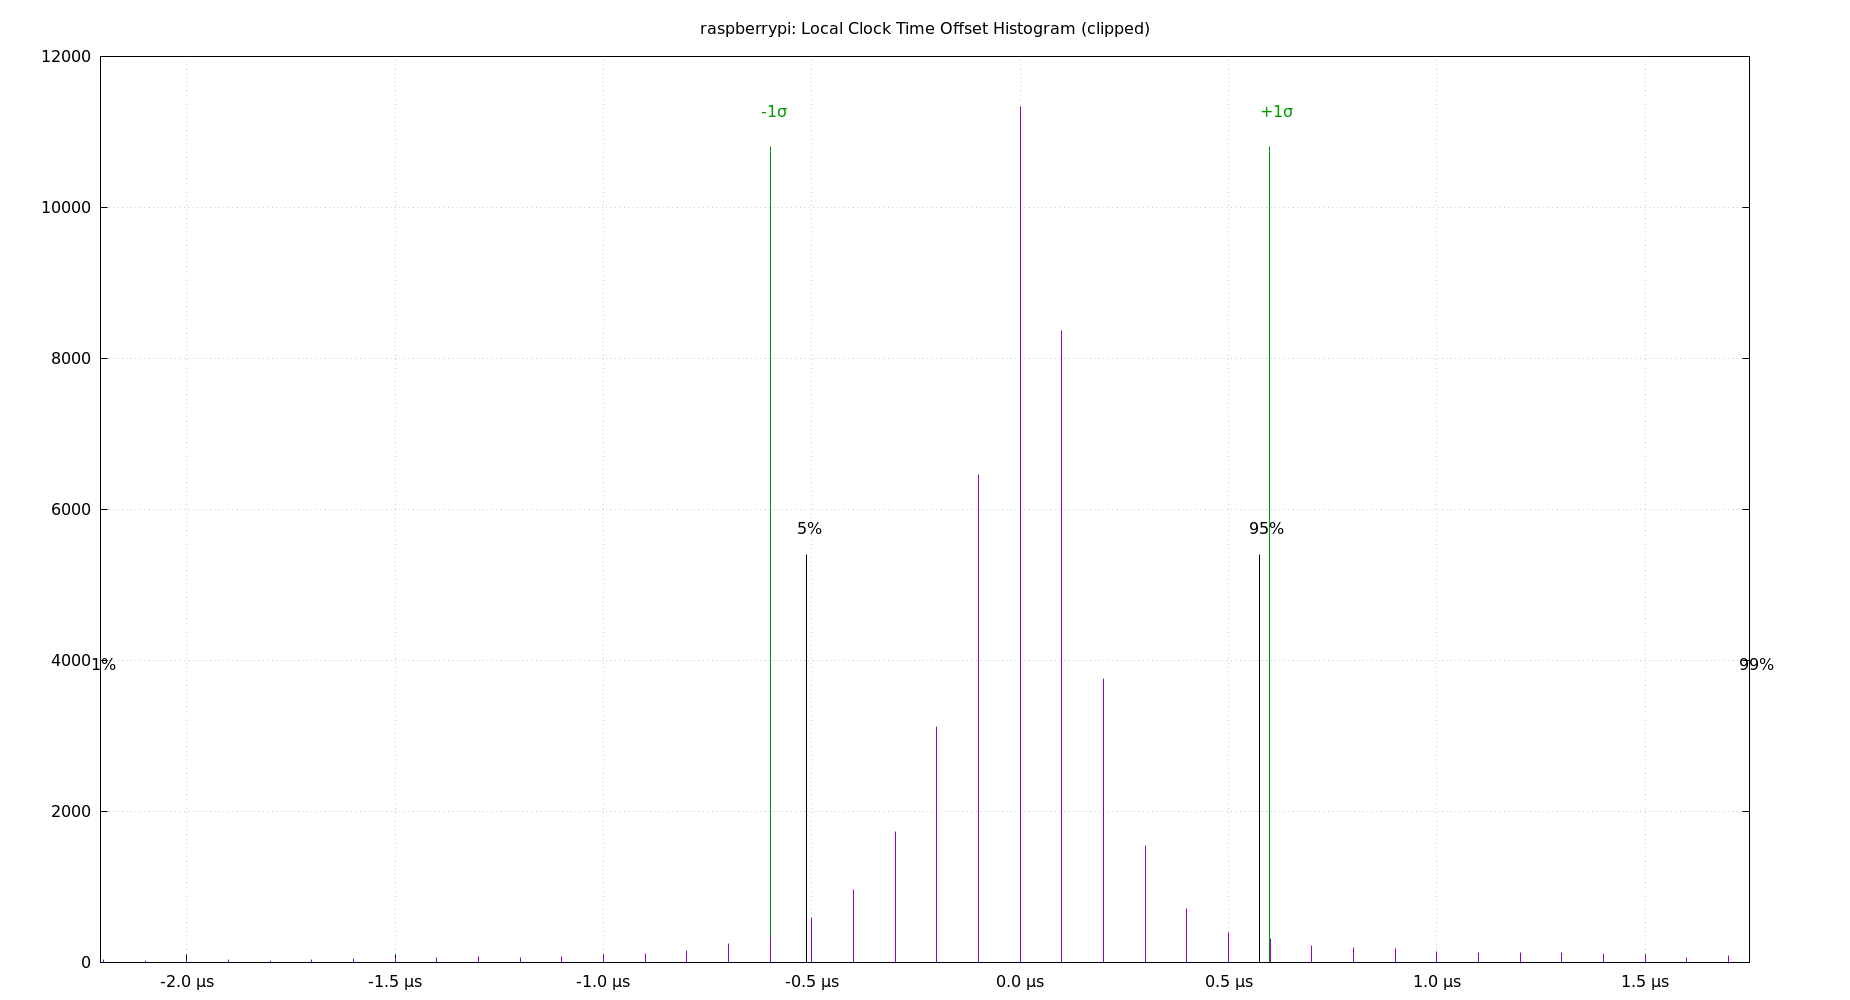 raspberrypi: Local Clock Time Offset Histogram (clipped)
12000
-1σ
+1σ
10000
8000
6000
5%
95%
4000
1%
99%
2000
0
-2.0 µs
-1.5 µs
-1.0 µs
-0.5 µs
0.0 µs
0.5 µs
1.0 µs
1.5 µs